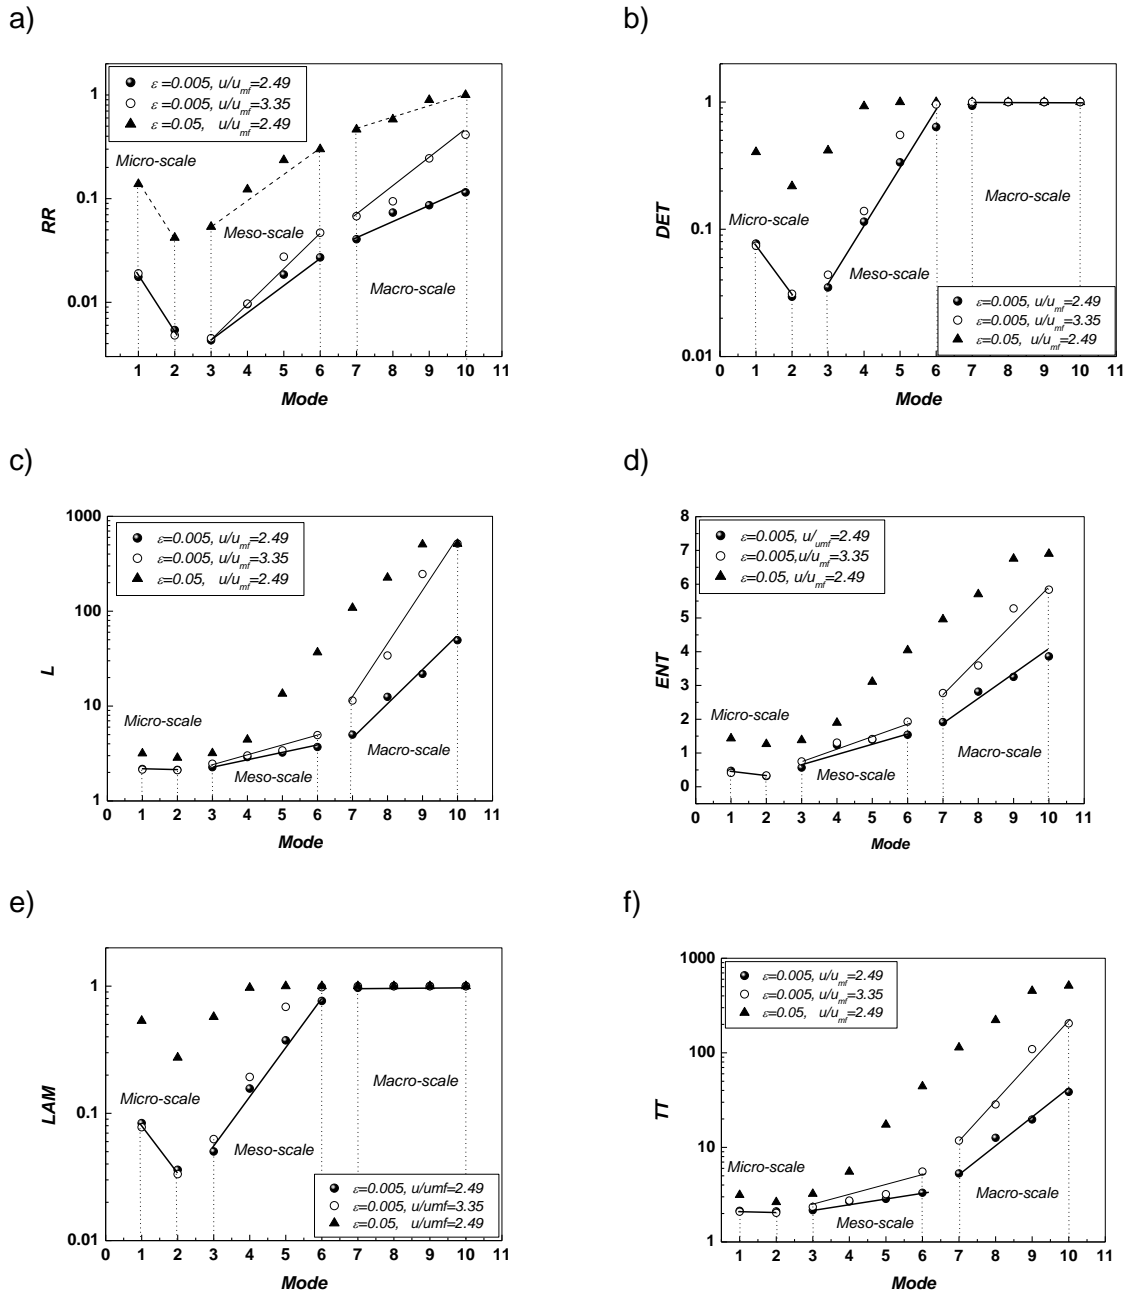 a)
ε =0.005, u/umf=2.49
ε =0.005, u/umf=3.35
ε =0.05, u/umf=2.49
Micro-scale
Meso-scale
Macro-scale
1
0.1
0.01
RR
0 1 2 3 4 5 6 7 8 9 10 11
Mode
b)
1
0.1
0.01
DET
Micro-scale
Meso-scale
Macro-scale
ε=0.005, u/umf=2.49
ε=0.005, u/umf=3.35
ε=0.05, u/umf=2.49
0 1 2 3 4 5 6 7 8 9 10 11
Mode
c)
ε=0.005, u/umf=2.49
ε=0.005, u/umf=3.35
ε=0.05, u/umf=2.49
1000
100
10
1
L
Micro-scale
Meso-scale
Macro-scale
0 1 2 3 4 5 6 7 8 9 10 11
Mode
d)
ε=0.005, u/umf=2.49
ε=0.005,u/umf=3.35
ε=0.05, u/umf=2.49
8
7
6
5
4
3
2
1
0
ENT
Micro-scale
Meso-scale
Macro-scale
0 1 2 3 4 5 6 7 8 9 10 11
Mode
e)
1
0.1
0.01
LAM
Micro-scale
Meso-scale
Macro-scale
ε=0.005, u/umf=2.49
ε=0.005, u/umf=3.35
ε=0.05, u/umf=2.49
0 1 2 3 4 5 6 7 8 9 10 11
Mode
f)
ε=0.005, u/umf=2.49
ε=0.005, u/umf=3.35
ε=0.05, u/umf=2.49
1000
100
10
1
TT
Micro-scale
Meso-scale
Macro-scale
1 2 3 4 5 6 7 8 9 10 11
Mode